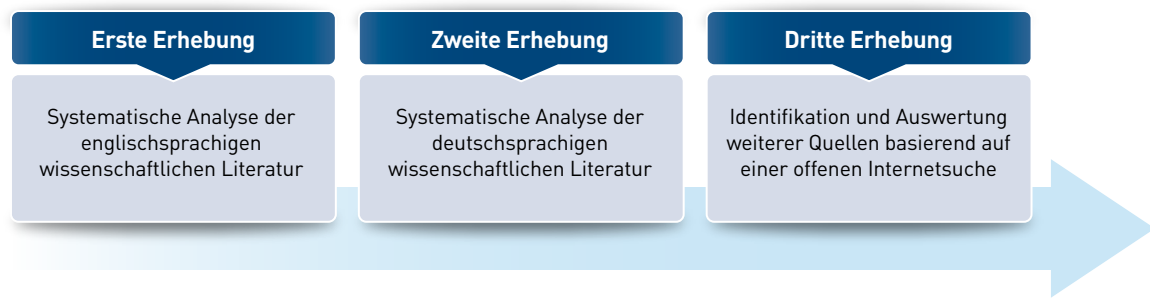 Erste Erhebung
Systematische Analyse der
englischsprachigen
wissenschaftlichen Literatur
Zweite Erhebung
Systematische Analyse der
deutschsprachigen
wissenschaftlichen Literatur
Dritte Erhebung
Identifikation und Auswertung
weiterer Quellen basierend auf
einer offenen Internetsuche